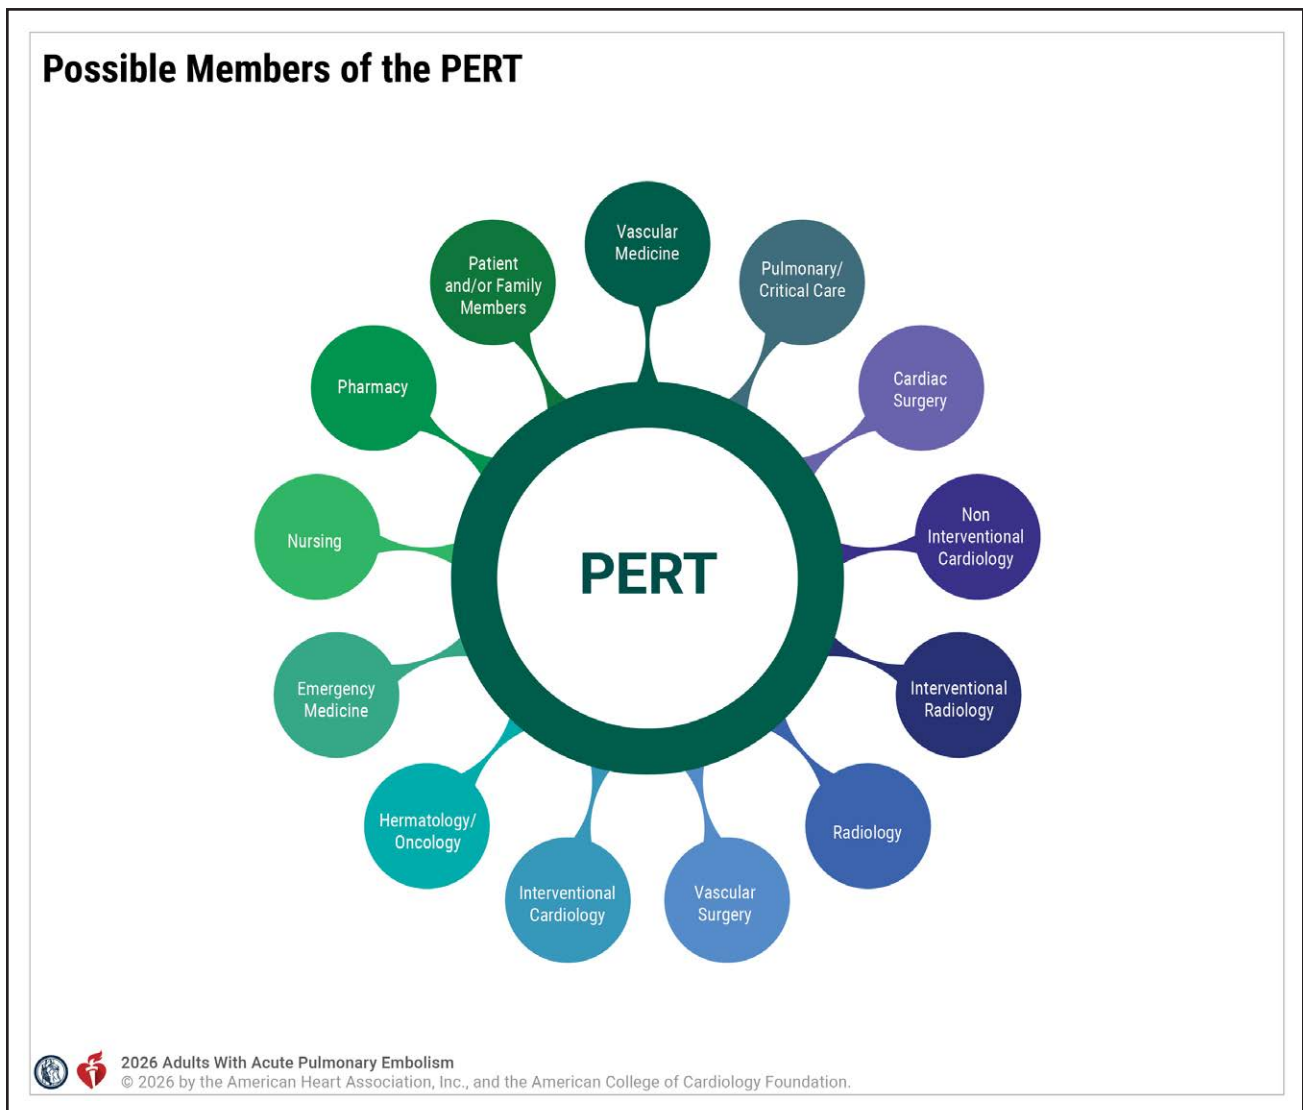 Possible Members of the PERT
Vascular
Medicine
Pulmonary/
Critical Care
Cardiac
Surgery
Non
Interventional
Cardiology
Interventional
Radiology
Radiology
Vascular
Surgery
Interventional
Cardiology
Hermatology/
Oncology
Emergency
Medicine
Nursing
Pharmacy
Patient
and/or Family
Members
PERT
2026 Adults With Acute Pulmonary Embolism
© 2026 by the American Heart Association, Inc., and the American College of Cardiology Foundation.